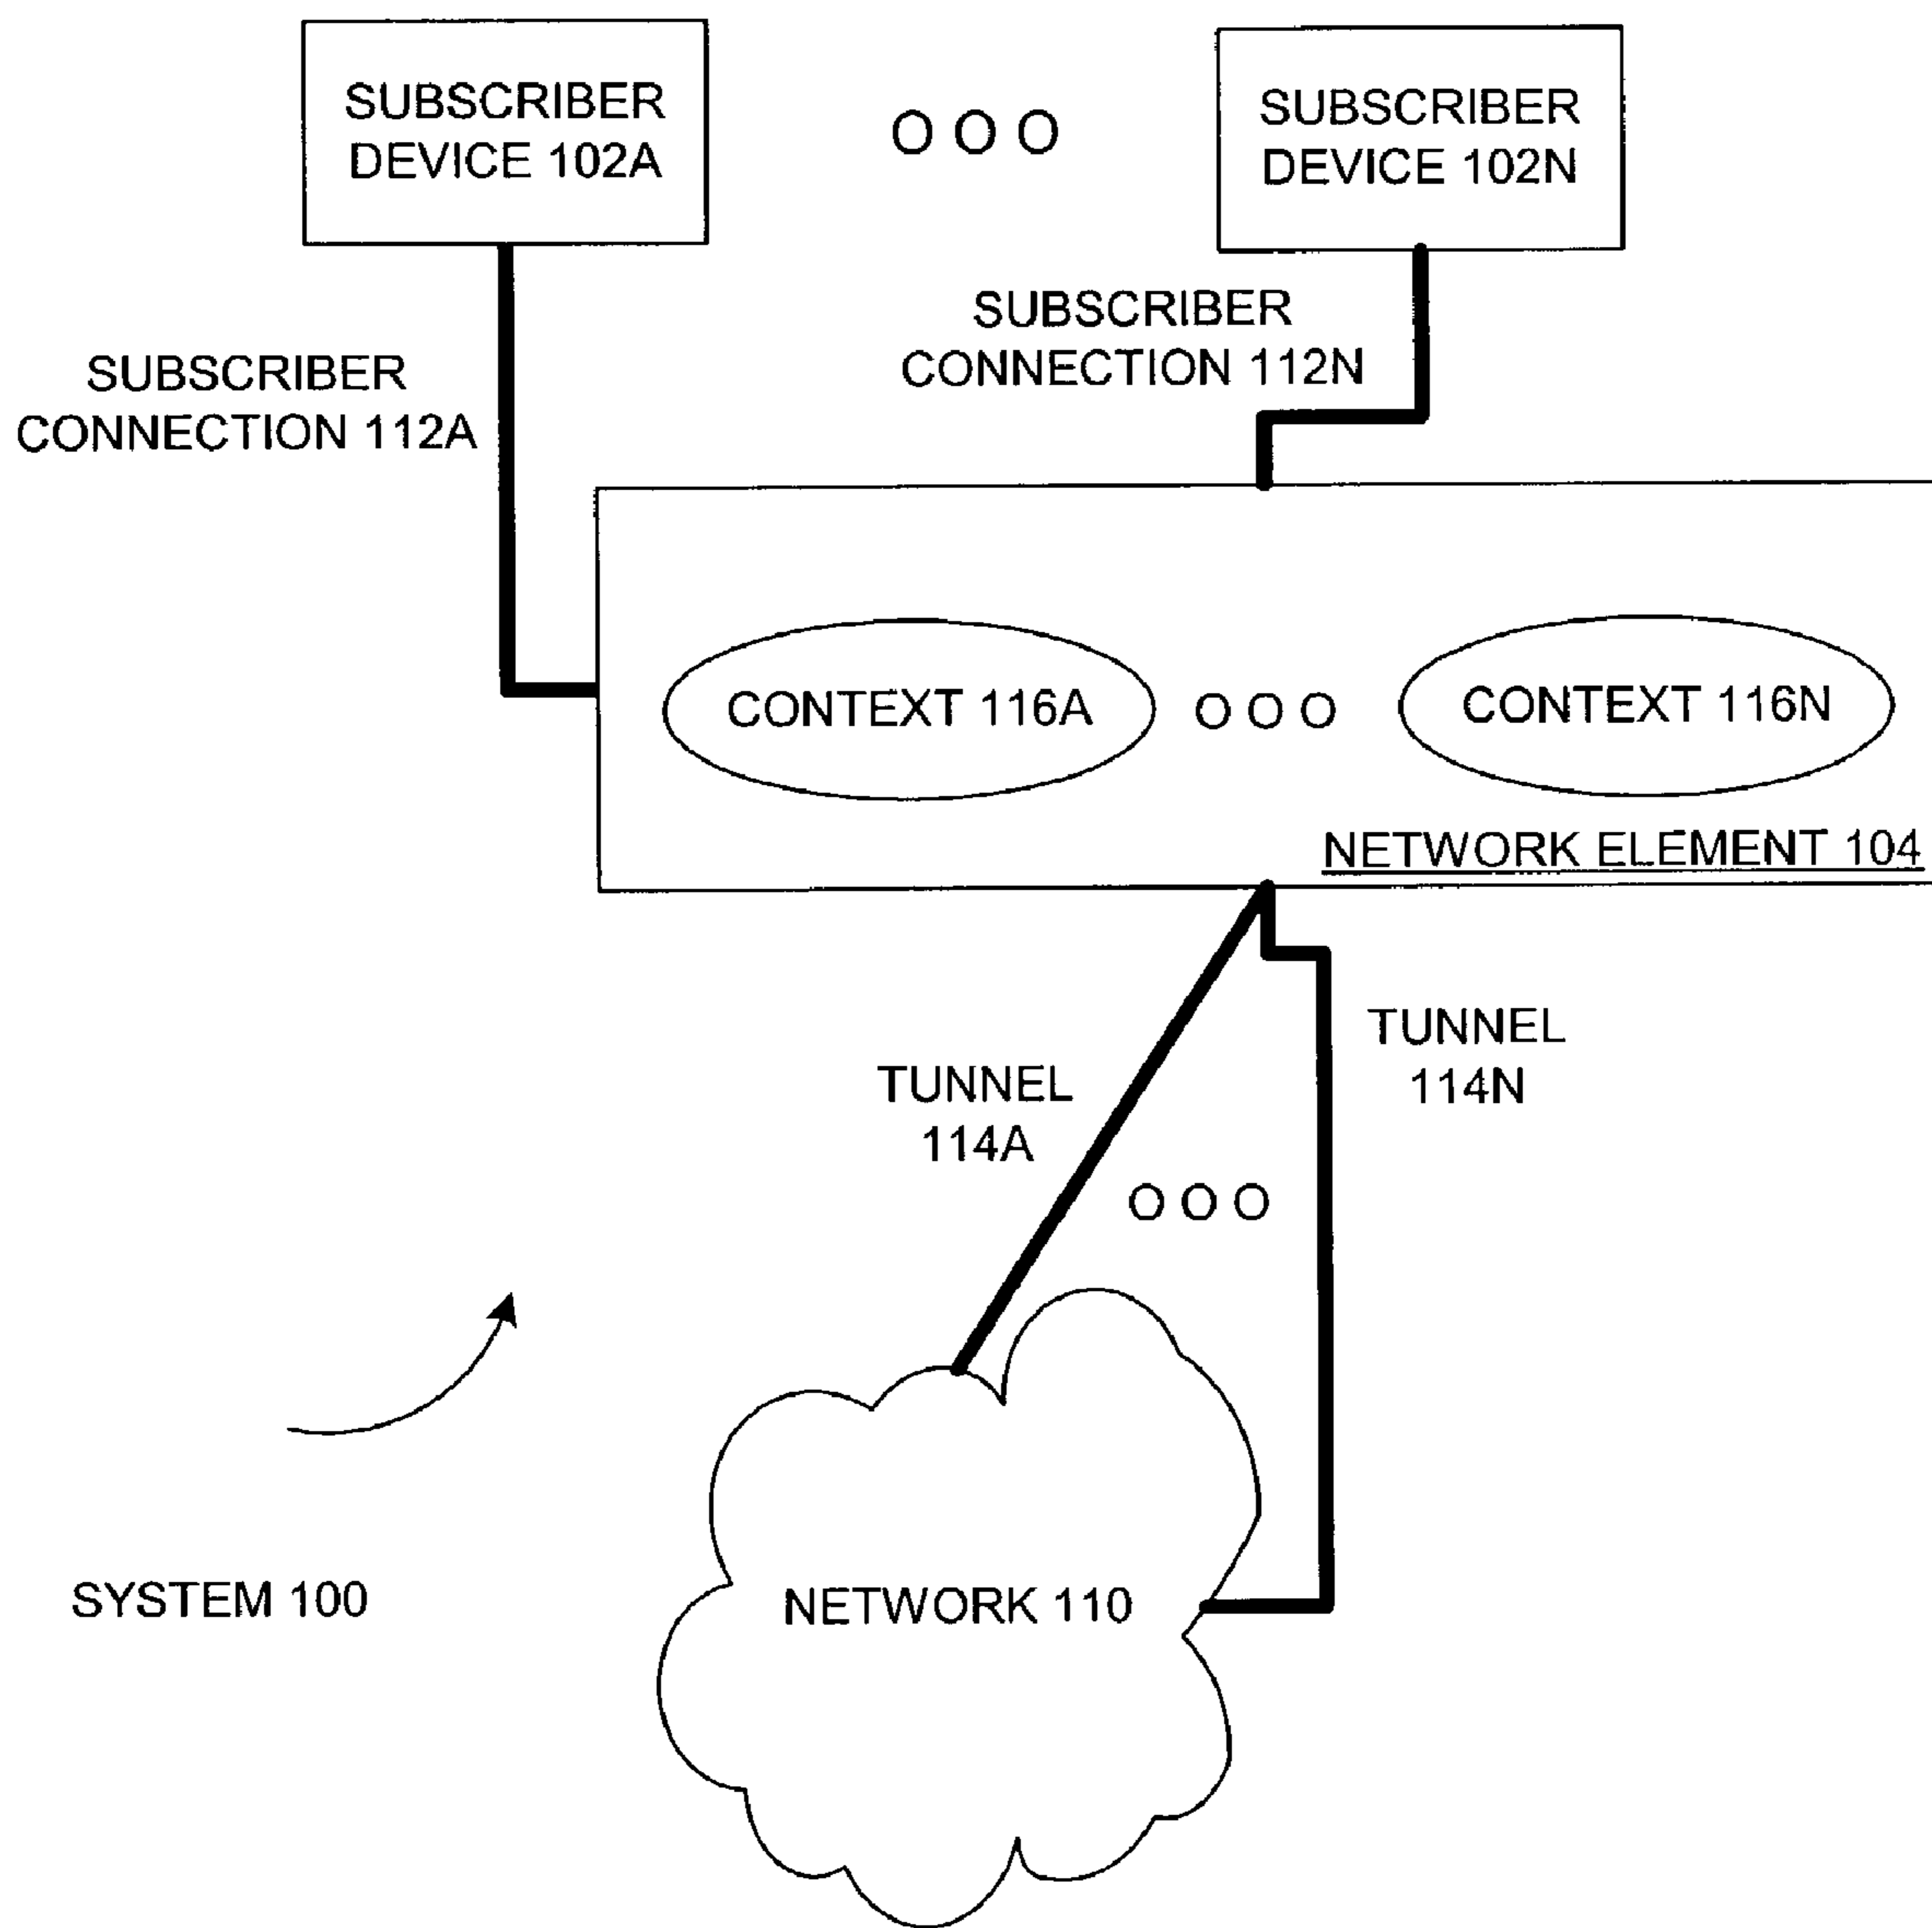 SUBSCRIBER
DEVICE 102A
O O O
SUBSCRIBER
DEVICE 102N
SUBSCRIBER
CONNECTION 112A
SUBSCRIBER
CONNECTION 112N
CONTEXT 116A
O O O
CONTEXT 116N
NETWORK ELEMENT 104
TUNNEL
114A
TUNNEL
114N
O O O
SYSTEM 100
NETWORK 110